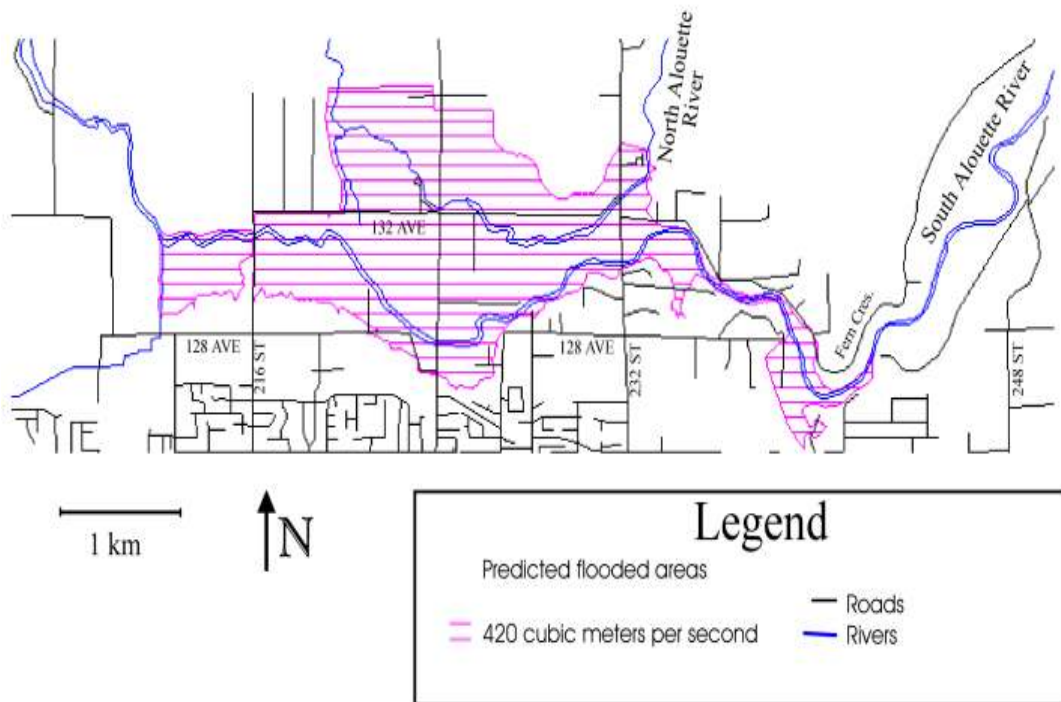 North Alouette
River
South Alouette River
132 AVE
Fern Cres.
128 AVE
128 AVE
216 ST
232 ST
248 ST
1 km
N
Legend
Predicted flooded areas
420 cubic meters per second
Roads
Rivers